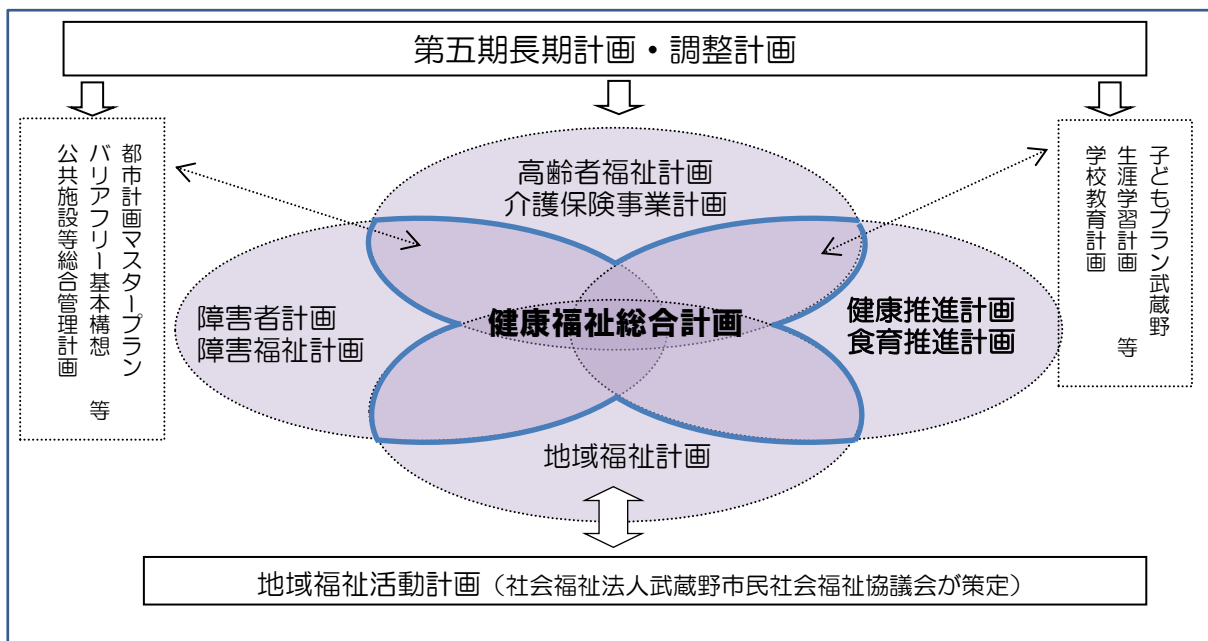 第五期長期計画・調整計画
都市計画マスタープラン
バリアフリー基本構想　等
公共施設等総合管理計画
高齢者福祉計画
介護保険事業計画
子どもプラン武蔵野
生涯学習計画　等
学校教育計画
障害者計画
障害福祉計画
健康福祉総合計画
健康推進計画
食育推進計画
地域福祉計画
地域福祉活動計画（社会福祉法人武蔵野市民社会福祉協議会が策定）